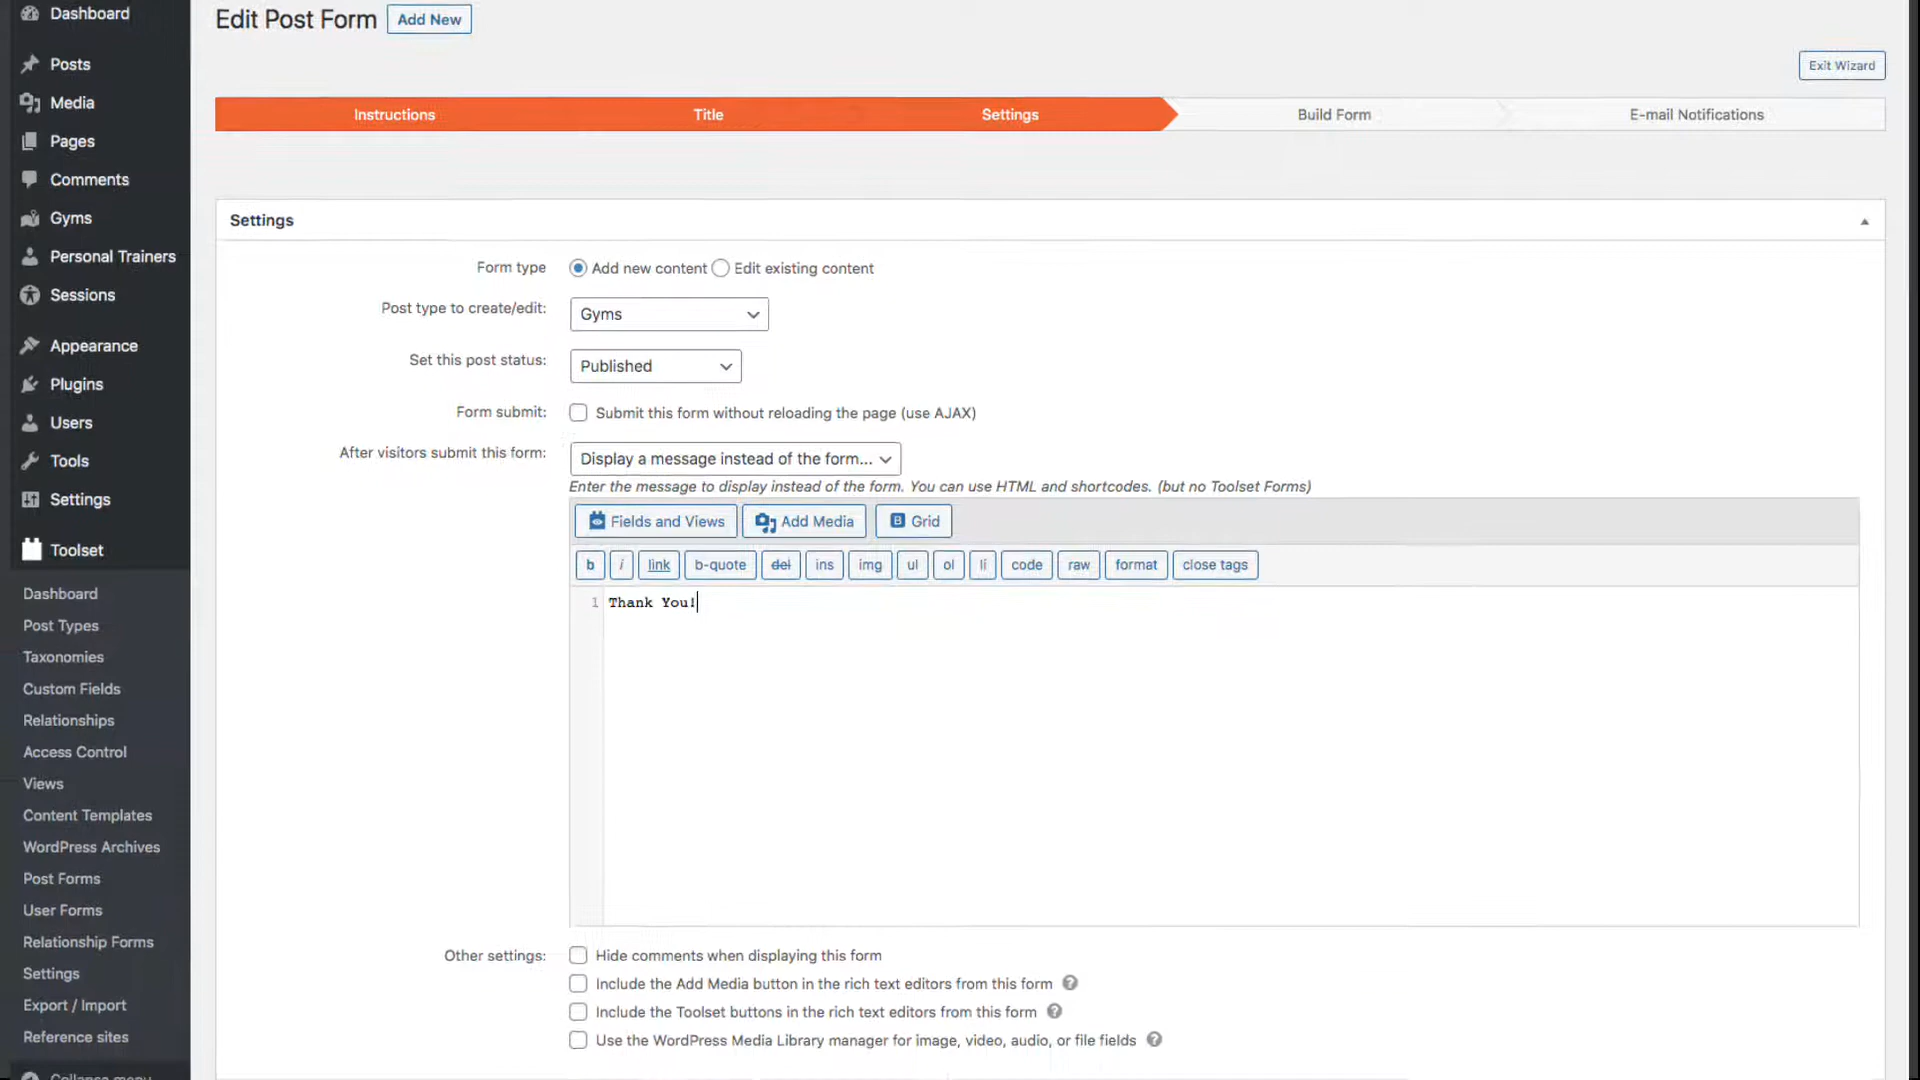 Dashboard
Posts
Media
Pages
Comments
Gyms
Personal Trainers
Sessions
Appearance
Plugins
Users
Tools
Settings
Toolset
Dashboard
Post Types
Taxonomies
Custom Fields
Relationships
Access Control
Views
Content Templates
WordPress Archives
Post Forms
User Forms
Relationship Forms
Settings
Export / Import
Reference sites
Collapse menu
Edit Post Form Add New
Exit Wizard
Instructions Title Settings Build Form E-mail Notifications
Settings
Form type Add new content Edit existing content
Post type to create/edit: Gyms
Set this post status: Published
Form submit: Submit this form without reloading the page (use AJAX)
After visitors submit this form: Display a message instead of the form...
Enter the message to display instead of the form. You can use HTML and shortcodes. (but no Toolset Forms)
Fields and Views Add Media B Grid
b i link b-quote del ins img ul ol li code raw format close tags
1 Thank You!
Other settings: Hide comments when displaying this form
Include the Add Media button in the rich text editors from this form ?
Include the Toolset buttons in the rich text editors from this form ?
Use the WordPress Media Library manager for image, video, audio, or file fields ?